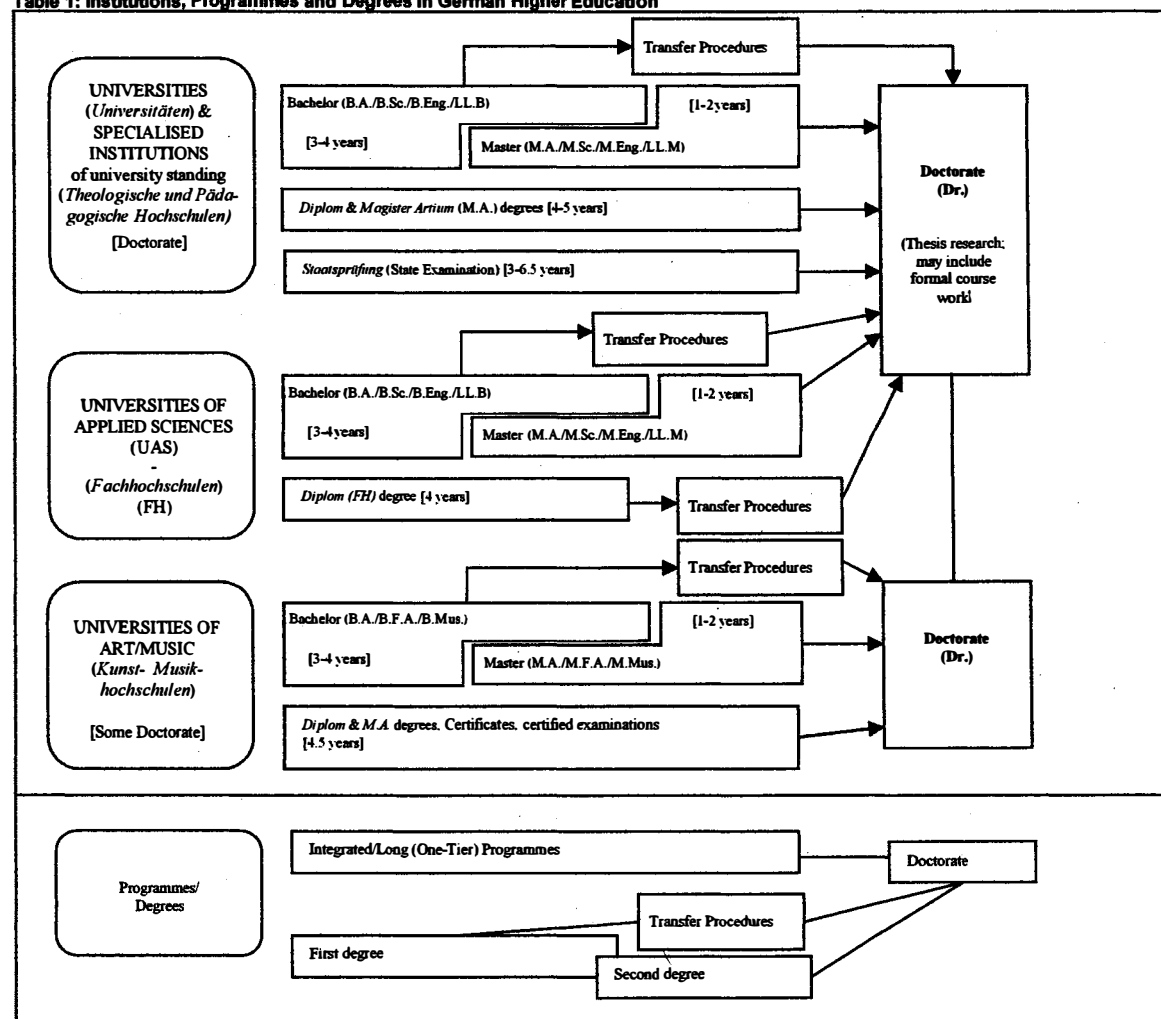 Table 1: Institutions, Programmes and Degrees in German Higher Education
Transfer Procedures
UNIVERSITIES
(Universitäten) &
SPECIALISED
INSTITUTIONS
of university standing
(Theologische und Päda-
gogische Hochschulen)
[Doctorate]
Bachelor (B.A./B.Sc./B.Eng./LL.B)
[3-4 years]
[1-2 years]
Master (M.A./M.Sc./M.Eng./LL.M)
Diplom & Magister Artium (M.A.) degrees [4-5 years]
Staatsprüfung (State Examination) [3-6.5 years]
Doctorate
(Dr.)
(Thesis research;
may include
formal course
work!
UNIVERSITIES OF
APPLIED SCIENCES
(UAS)
-
(Fachhochschulen)
(FH)
Transfer Procedures
Bachelor (B.A./B.Sc./B.Eng./LL.B)
[3-4 years]
[1-2 years]
Master (M.A./M.Sc./M.Eng./LL.M)
Diplom (FH) degree [4 years]
Transfer Procedures
UNIVERSITIES OF
ART/MUSIC
(Kunst- Musik-
hochschulen)
[Some Doctorate]
Transfer Procedures
Bachelor (B.A./B.F.A./B.Mus.)
[3-4 years]
[1-2 years]
Master (M.A./M.F.A./M.Mus.)
Diplom & M.A. degrees. Certificates, certified examinations
[4.5 years]
Doctorate
(Dr.)
Programmes/
Degrees
Integrated/Long (One-Tier) Programmes
Doctorate
Transfer Procedures
First degree
Second degree